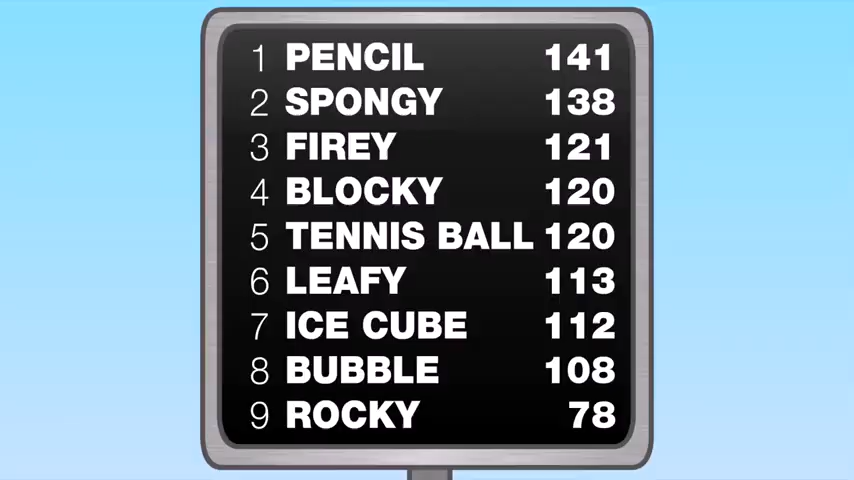 1 PENCIL 141
2 SPONGY 138
3 FIREY 121
4 BLOCKY 120
5 TENNIS BALL 120
6 LEAFY 113
7 ICE CUBE 112
8 BUBBLE 108
9 ROCKY 78